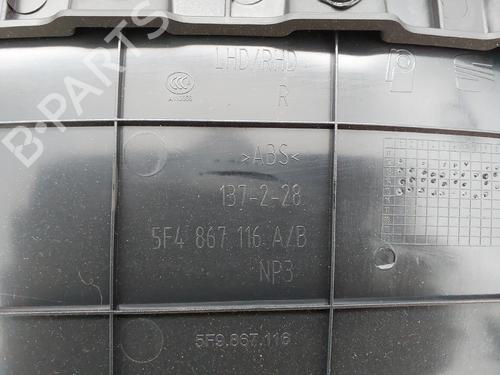 LHD/RHD
R
>ABS<
137-2-28
5F4 867 116 A/B
NP3
5F9.867.116
B-PARTS